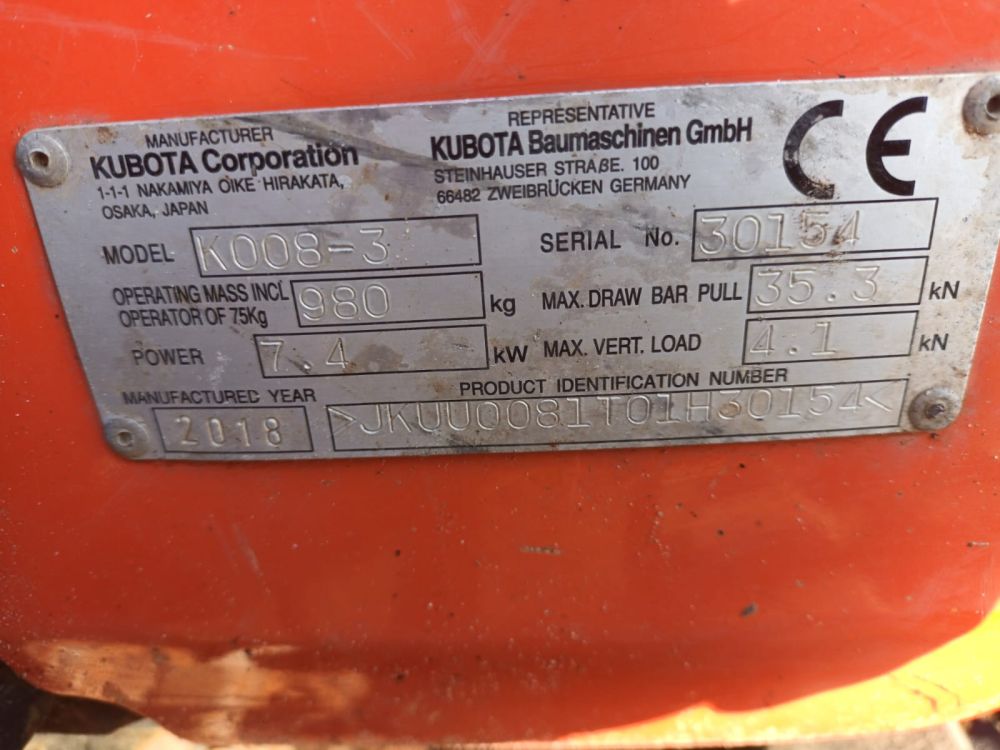 MANUFACTURER
KUBOTA Corporation
1-1-1 NAKAMIYA OIKE HIRAKATA,
OSAKA, JAPAN
REPRESENTATIVE
KUBOTA Baumaschinen GmbH
STEINHAUSER STRAßE. 100
66482 ZWEIBRÜCKEN GERMANY
CE
MODEL K008-3
SERIAL No. 30154
OPERATING MASS INCL
OPERATOR OF 75Kg 980 kg
MAX. DRAW BAR PULL 35.3 kN
POWER 7.4 kW
MAX. VERT. LOAD 4.1 kN
MANUFACTURED YEAR
2018
PRODUCT IDENTIFICATION NUMBER
>JKUU0081T01H30154<